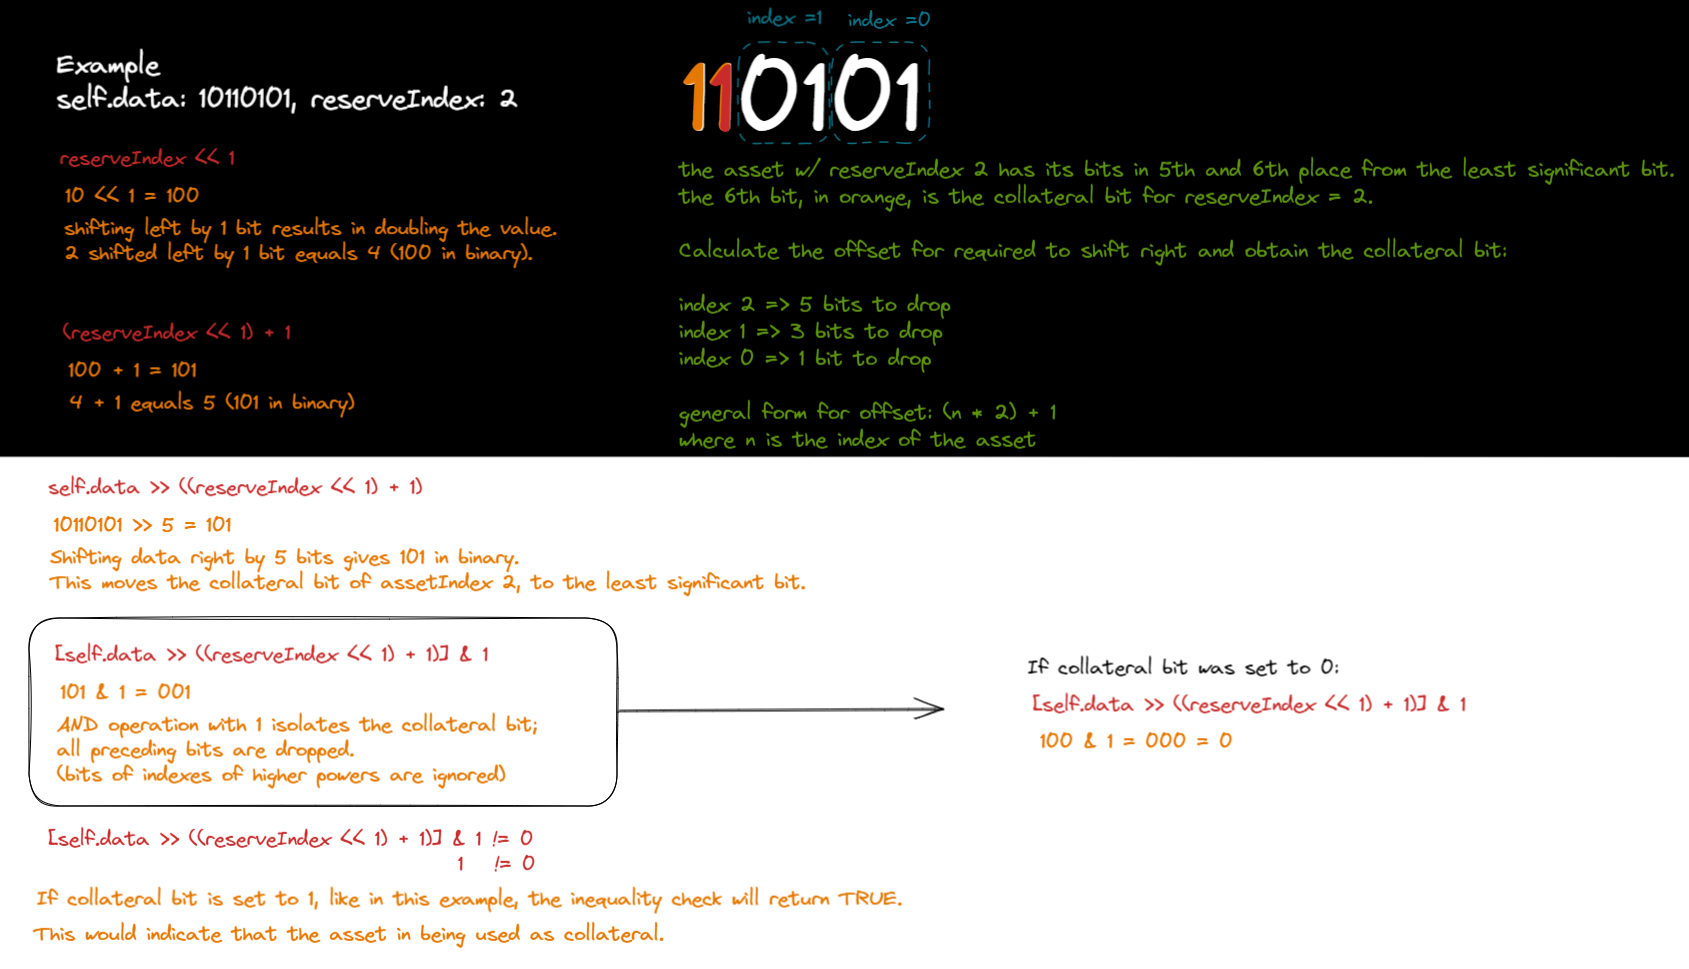 Example
self.data: 10110101, reserveIndex: 2
reserveIndex << 1
10 << 1 = 100
shifting left by 1 bit results in doubling the value.
2 shifted left by 1 bit equals 4 (100 in binary).
(reserveIndex << 1) + 1
100 + 1 = 101
4 + 1 equals 5 (101 in binary)
index =1 index =0
110101
the asset w/ reserveIndex 2 has its bits in 5th and 6th place from the least significant bit.
the 6th bit, in orange, is the collateral bit for reserveIndex = 2.
Calculate the offset for required to shift right and obtain the collateral bit:
index 2 => 5 bits to drop
index 1 => 3 bits to drop
index 0 => 1 bit to drop
general form for offset: (n * 2) + 1
where n is the index of the asset
self.data >> ((reserveIndex << 1) + 1)
10110101 >> 5 = 101
Shifting data right by 5 bits gives 101 in binary.
This moves the collateral bit of assetIndex 2, to the least significant bit.
[self.data >> ((reserveIndex << 1) + 1)] & 1
101 & 1 = 001
AND operation with 1 isolates the collateral bit;
all preceding bits are dropped.
(bits of indexes of higher powers are ignored)
If collateral bit was set to 0:
[self.data >> ((reserveIndex << 1) + 1)] & 1
100 & 1 = 000 = 0
[self.data >> ((reserveIndex << 1) + 1)] & 1 != 0
1 != 0
If collateral bit is set to 1, like in this example, the inequality check will return TRUE.
This would indicate that the asset in being used as collateral.